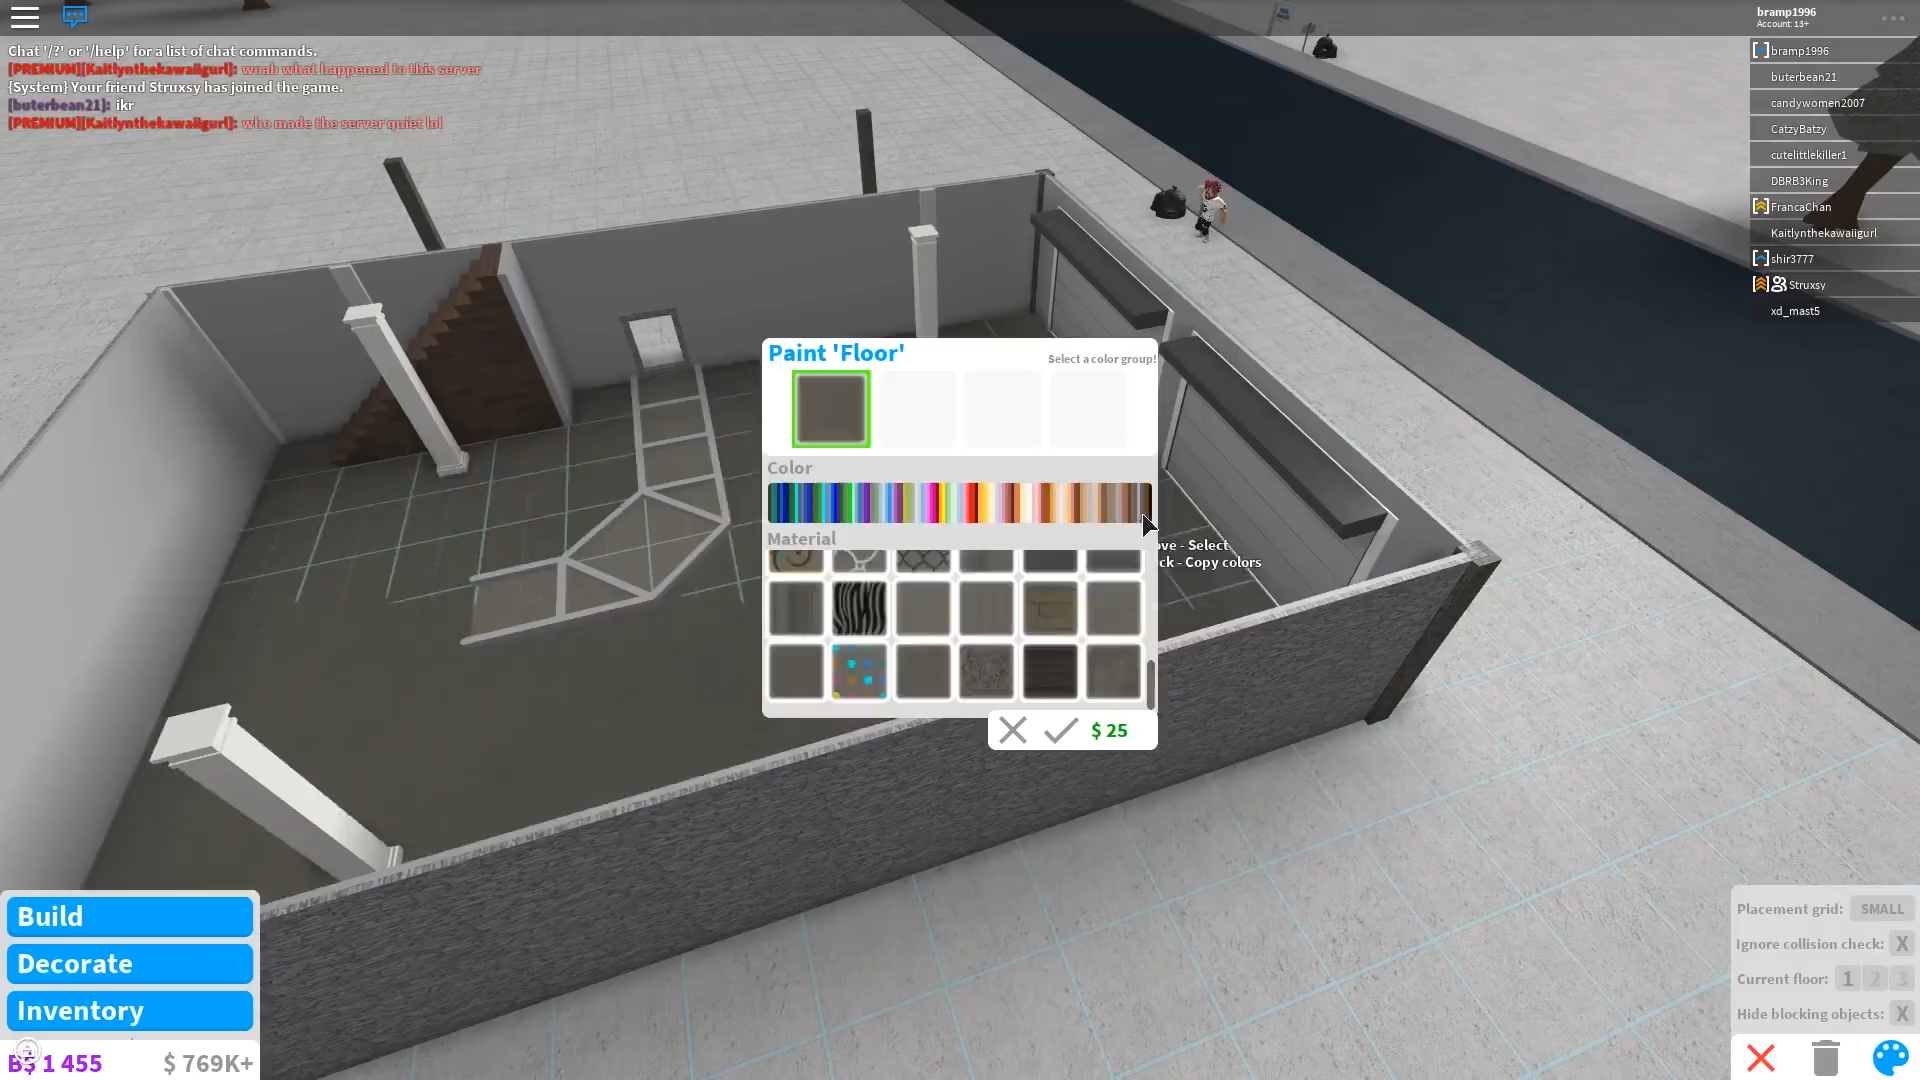 bramp1996
Account: 13+
Chat '/?' or '/help' for a list of chat commands.
[PREMIUM][Kaitlynthekawaiigurl]: woah what happened to this server
{System} Your friend Struxsy has joined the game.
[buterbean21]: ikr
[PREMIUM][Kaitlynthekawaiigurl]: who made the server quiet lol
bramp1996
buterbean21
candywomen2007
CatzyBatzy
cutelittlekiller1
DBRB3King
FrancaChan
Kaitlynthekawaiigurl
shir3777
Struxsy
xd_mast5
Paint 'Floor'
Select a color group!
Color
Material
ove - Select
ck - Copy colors
$ 25
Build
Decorate
Inventory
B$ 1 455
$ 769K+
Placement grid: SMALL
Ignore collision check: X
Current floor: 1 2 3
Hide blocking objects: X